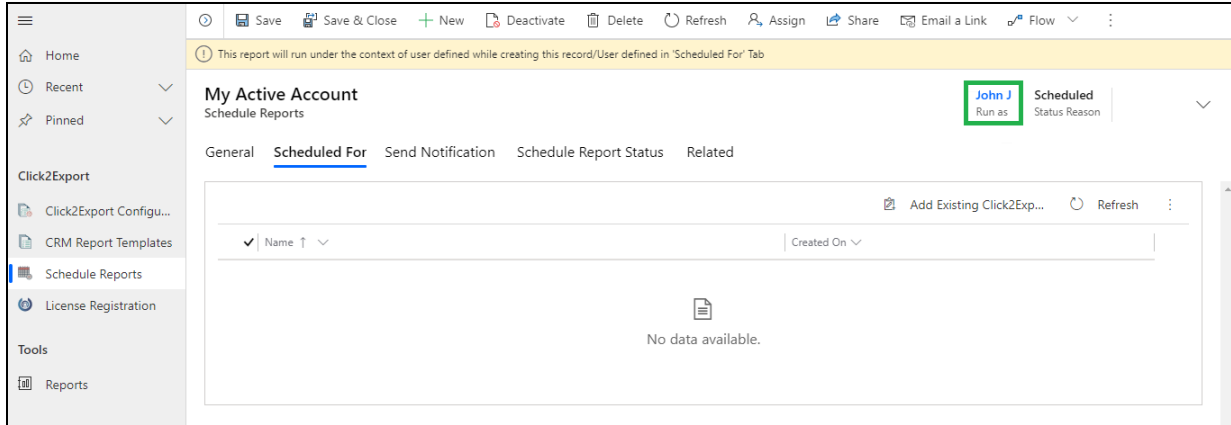 Save
Save & Close
New
Deactivate
Delete
Refresh
Assign
Share
Email a Link
Flow
Home
Recent
Pinned
Click2Export
Click2Export Configu...
CRM Report Templates
Schedule Reports
License Registration
Tools
Reports
This report will run under the context of user defined while creating this record/User defined in 'Scheduled For' Tab
My Active Account
Schedule Reports
John J
Run as
Scheduled
Status Reason
General
Scheduled For
Send Notification
Schedule Report Status
Related
Add Existing Click2Exp...
Refresh
Name
Created On
No data available.